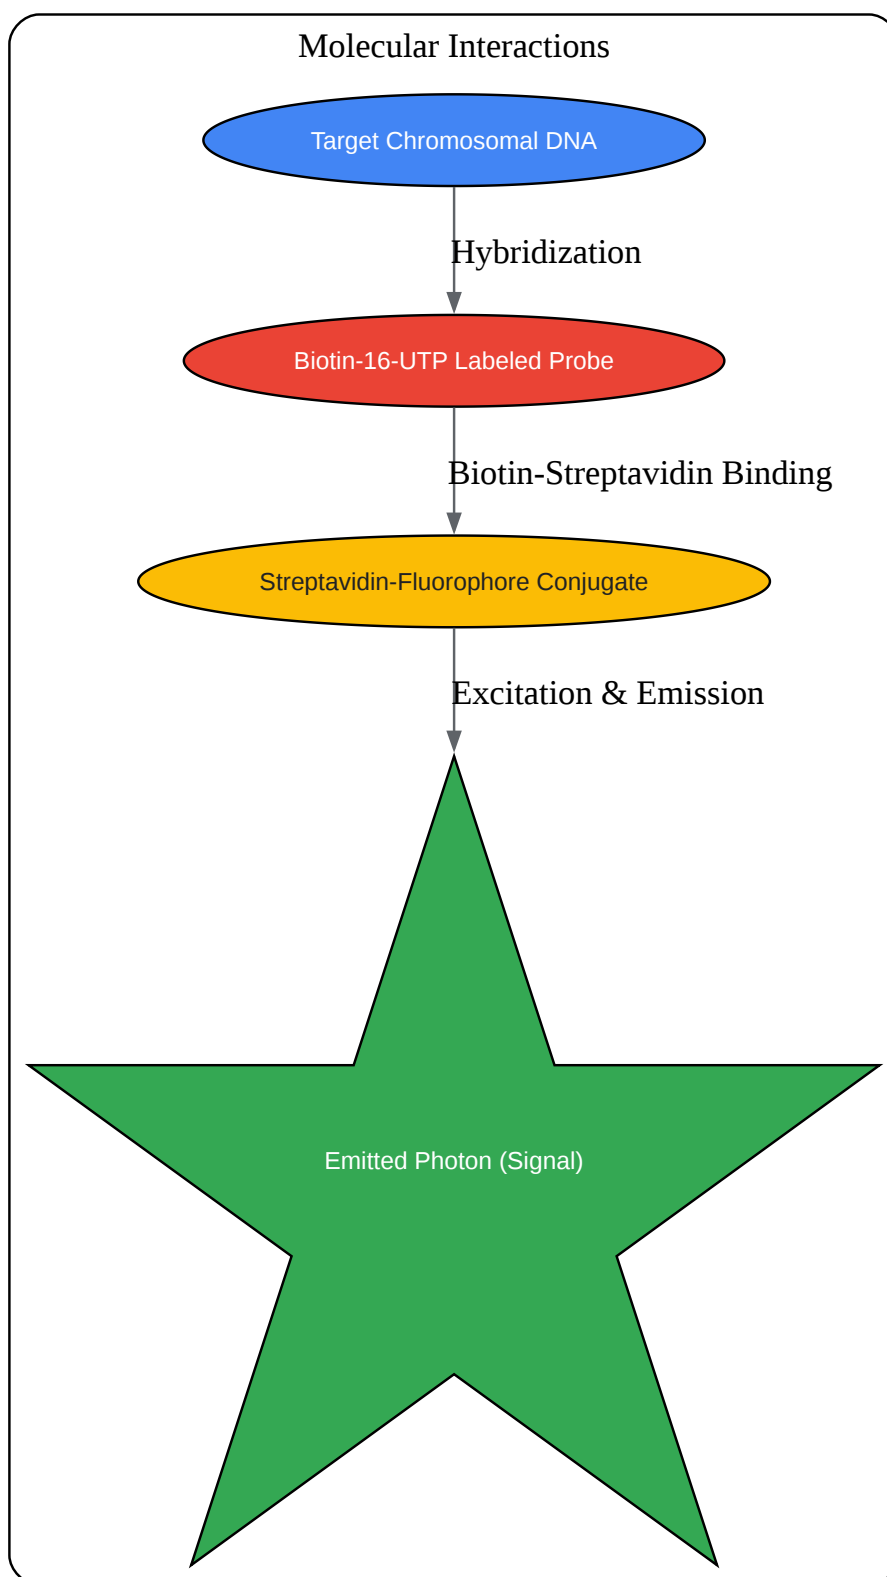 Molecular Interactions
Target Chromosomal DNA
Hybridization
Biotin-16-UTP Labeled Probe
Biotin-Streptavidin Binding
Streptavidin-Fluorophore Conjugate
Excitation & Emission
Emitted Photon (Signal)